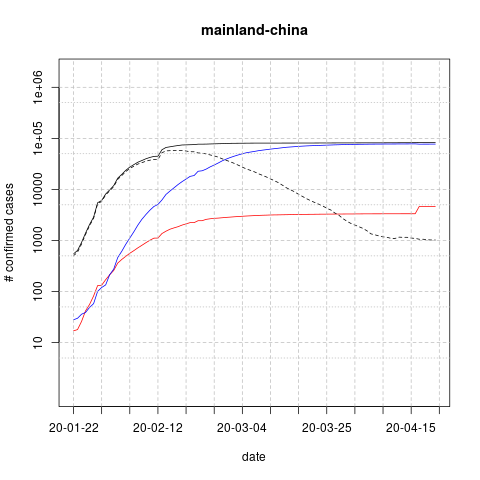 mainland-china
# confirmed cases
1e+06
1e+05
10000
1000
100
10
20-01-22
20-02-12
20-03-04
20-03-25
20-04-15
date